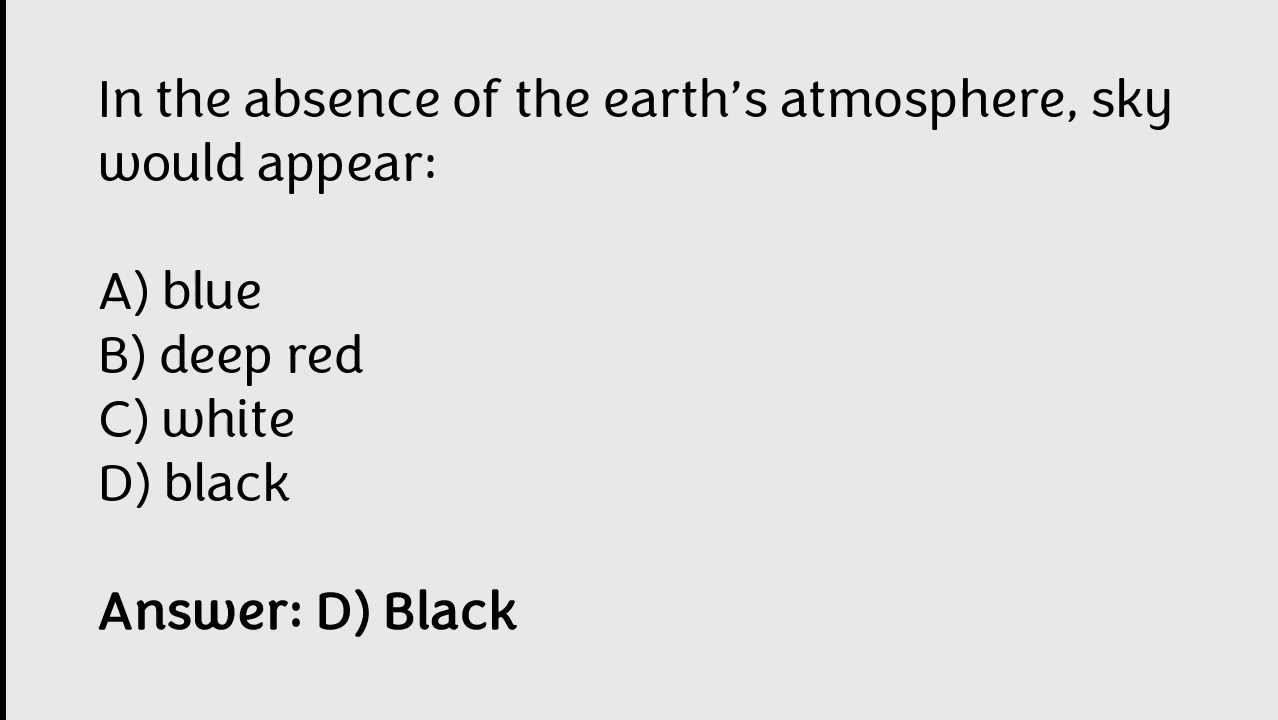 In the absence of the earth’s atmosphere, sky
would appear:
A) blue
B) deep red
C) white
D) black
Answer: D) Black